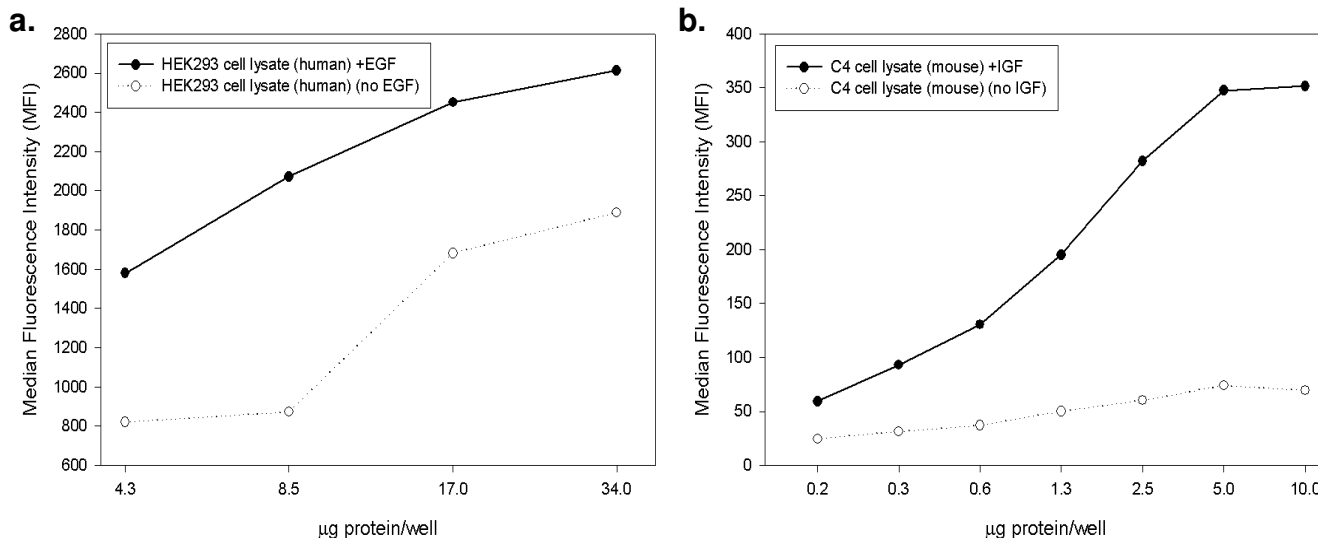 a.
HEK293 cell lysate (human) +EGF
HEK293 cell lysate (human) (no EGF)
Median Fluorescence Intensity (MFI)
2800
2600
2400
2200
2000
1800
1600
1400
1200
1000
800
600
4.3 8.5 17.0 34.0
μg protein/well
b.
C4 cell lysate (mouse) +IGF
C4 cell lysate (mouse) (no IGF)
Median Fluorescence Intensity (MFI)
400
350
300
250
200
150
100
50
0
0.2 0.3 0.6 1.3 2.5 5.0 10.0
μg protein/well